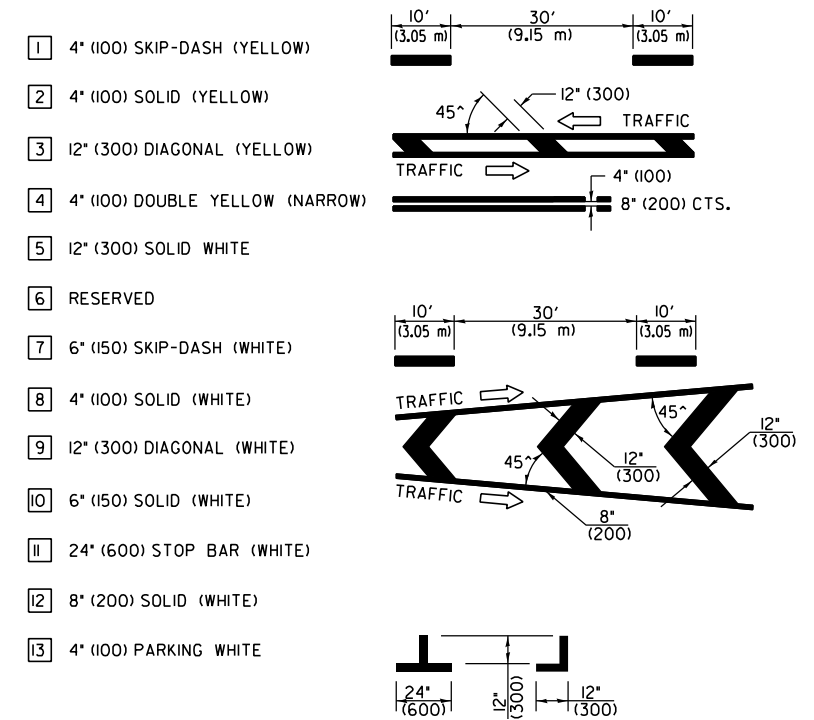 10' 30' 10'
(3.05 m) (9.15 m) (3.05 m)
1 4" (100) SKIP-DASH (YELLOW)
2 4" (100) SOLID (YELLOW)
45^ 12" (300)
TRAFFIC
3 12" (300) DIAGONAL (YELLOW)
TRAFFIC
4" (100)
4 4" (100) DOUBLE YELLOW (NARROW)
8" (200) CTS.
5 12" (300) SOLID WHITE
6 RESERVED
10' 30' 10'
(3.05 m) (9.15 m) (3.05 m)
7 6" (150) SKIP-DASH (WHITE)
8 4" (100) SOLID (WHITE)
TRAFFIC
45^
12"
(300)
9 12" (300) DIAGONAL (WHITE)
45^
12"
(300)
10 6" (150) SOLID (WHITE)
TRAFFIC
8"
(200)
11 24" (600) STOP BAR (WHITE)
12 8" (200) SOLID (WHITE)
13 4" (100) PARKING WHITE
24"
(600)
12"
(300)
12"
(300)